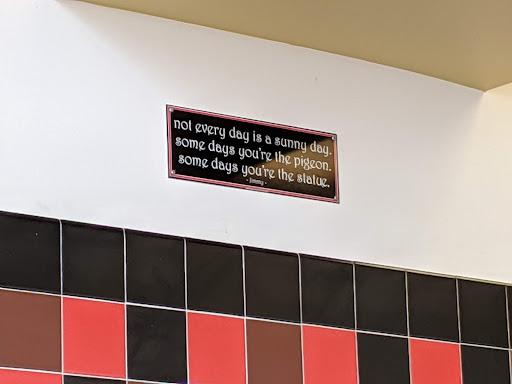 not every day is a sunny day.
some days you're the pigeon.
some days you're the statue.
- Jimmy -